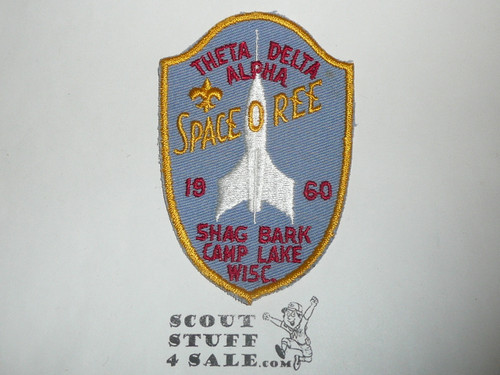 THETA DELTA
ALPHA
SPACE O REE
19 60
SHAG BARK
CAMP LAKE
WISC.
SCOUT
STUFF
4 SALE.com